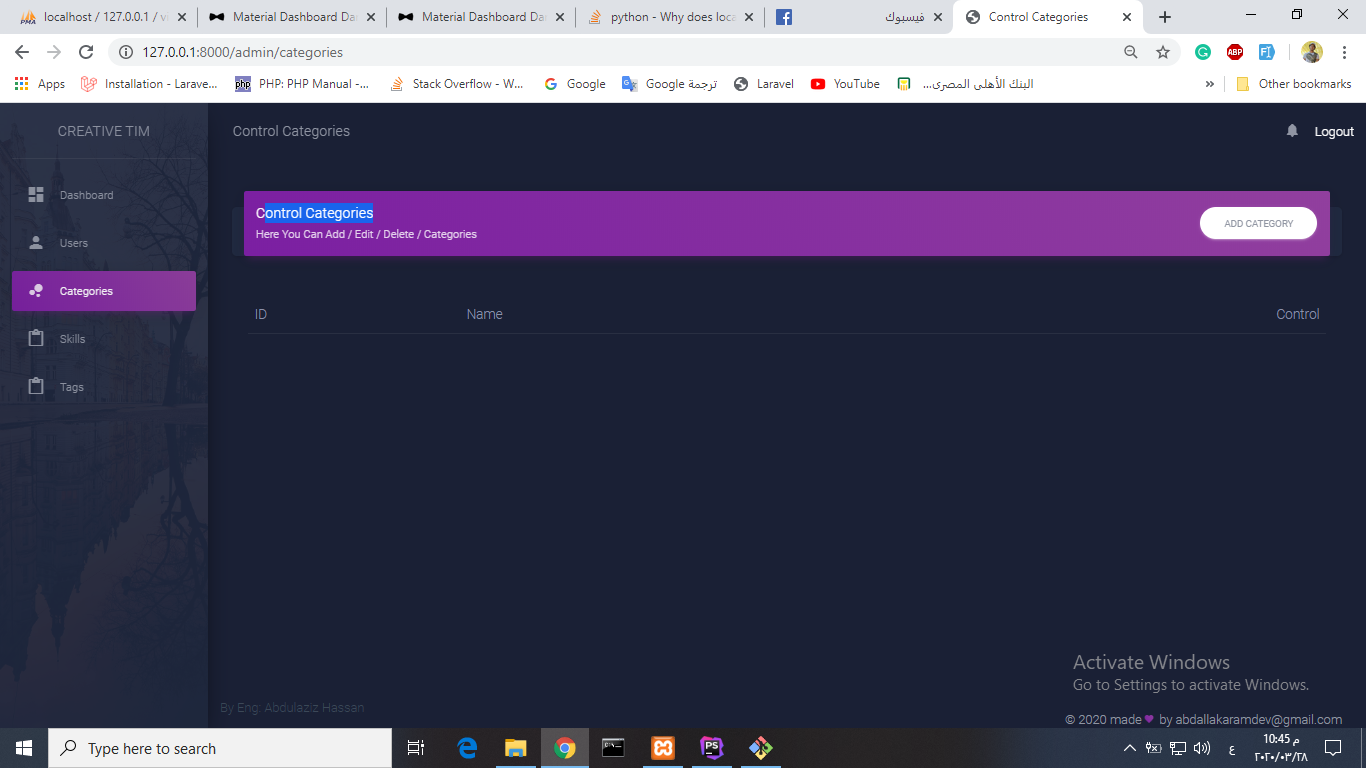 localhost / 127.0.0.1 / v
Material Dashboard Da
Material Dashboard Da
python - Why does loca
فيسبوك
Control Categories
127.0.0.1:8000/admin/categories
Apps
Installation - Larave...
PHP: PHP Manual -...
Stack Overflow - W...
Google
ترجمة Google
Laravel
YouTube
البنك الأهلى المصرى...
Other bookmarks
CREATIVE TIM
Control Categories
Logout
Dashboard
Users
Categories
Skills
Tags
Control Categories
Here You Can Add / Edit / Delete / Categories
ADD CATEGORY
ID Name Control
Activate Windows
Go to Settings to activate Windows.
By Eng: Abdulaziz Hassan
© 2020 made by abdallakaramdev@gmail.com
Type here to search
ع
10:45 م
٢٠٢٠/٠٣/٢٨